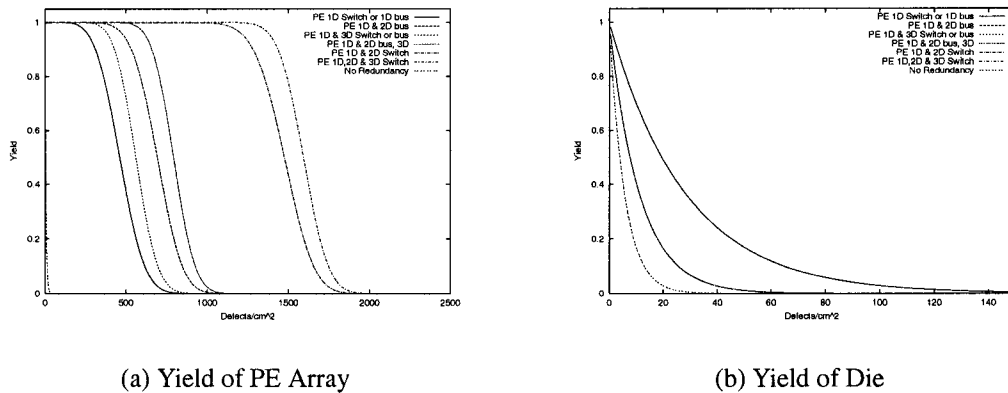 PE 1D Switch or 1D bus
PE 1D & 2D bus
PE 1D & 3D Switch or bus
PE 1D & 2D bus, 3D
PE 1D & 2D Switch
PE 1D,2D & 3D Switch
No Redundancy
1
0.8
0.6
0.4
0.2
0
Yield
0
500
1000
1500
2000
2500
Defects/cm^2
(a) Yield of PE Array
PE 1D Switch or 1D bus
PE 1D & 2D bus
PE 1D & 3D Switch or bus
PE 1D & 2D bus, 3D
PE 1D & 2D Switch
PE 1D,2D & 3D Switch
No Redundancy
1
0.8
0.6
0.4
0.2
0
Yield
0
20
40
60
80
100
120
140
Defects/cm^2
(b) Yield of Die